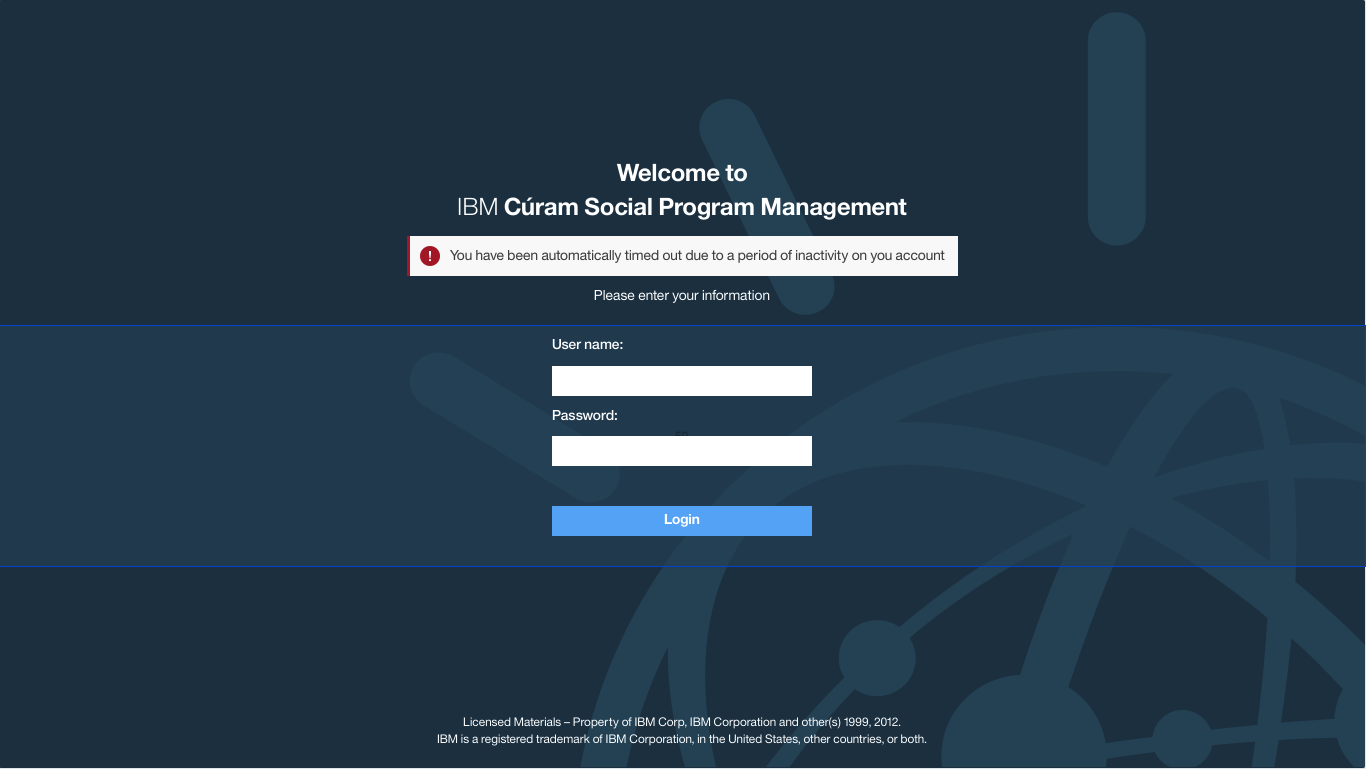 Welcome to
IBM Cúram Social Program Management
! You have been automatically timed out due to a period of inactivity on you account
Please enter your information
User name:
Password:
Login
Licensed Materials – Property of IBM Corp, IBM Corporation and other(s) 1999, 2012.
IBM is a registered trademark of IBM Corporation, in the United States, other countries, or both.